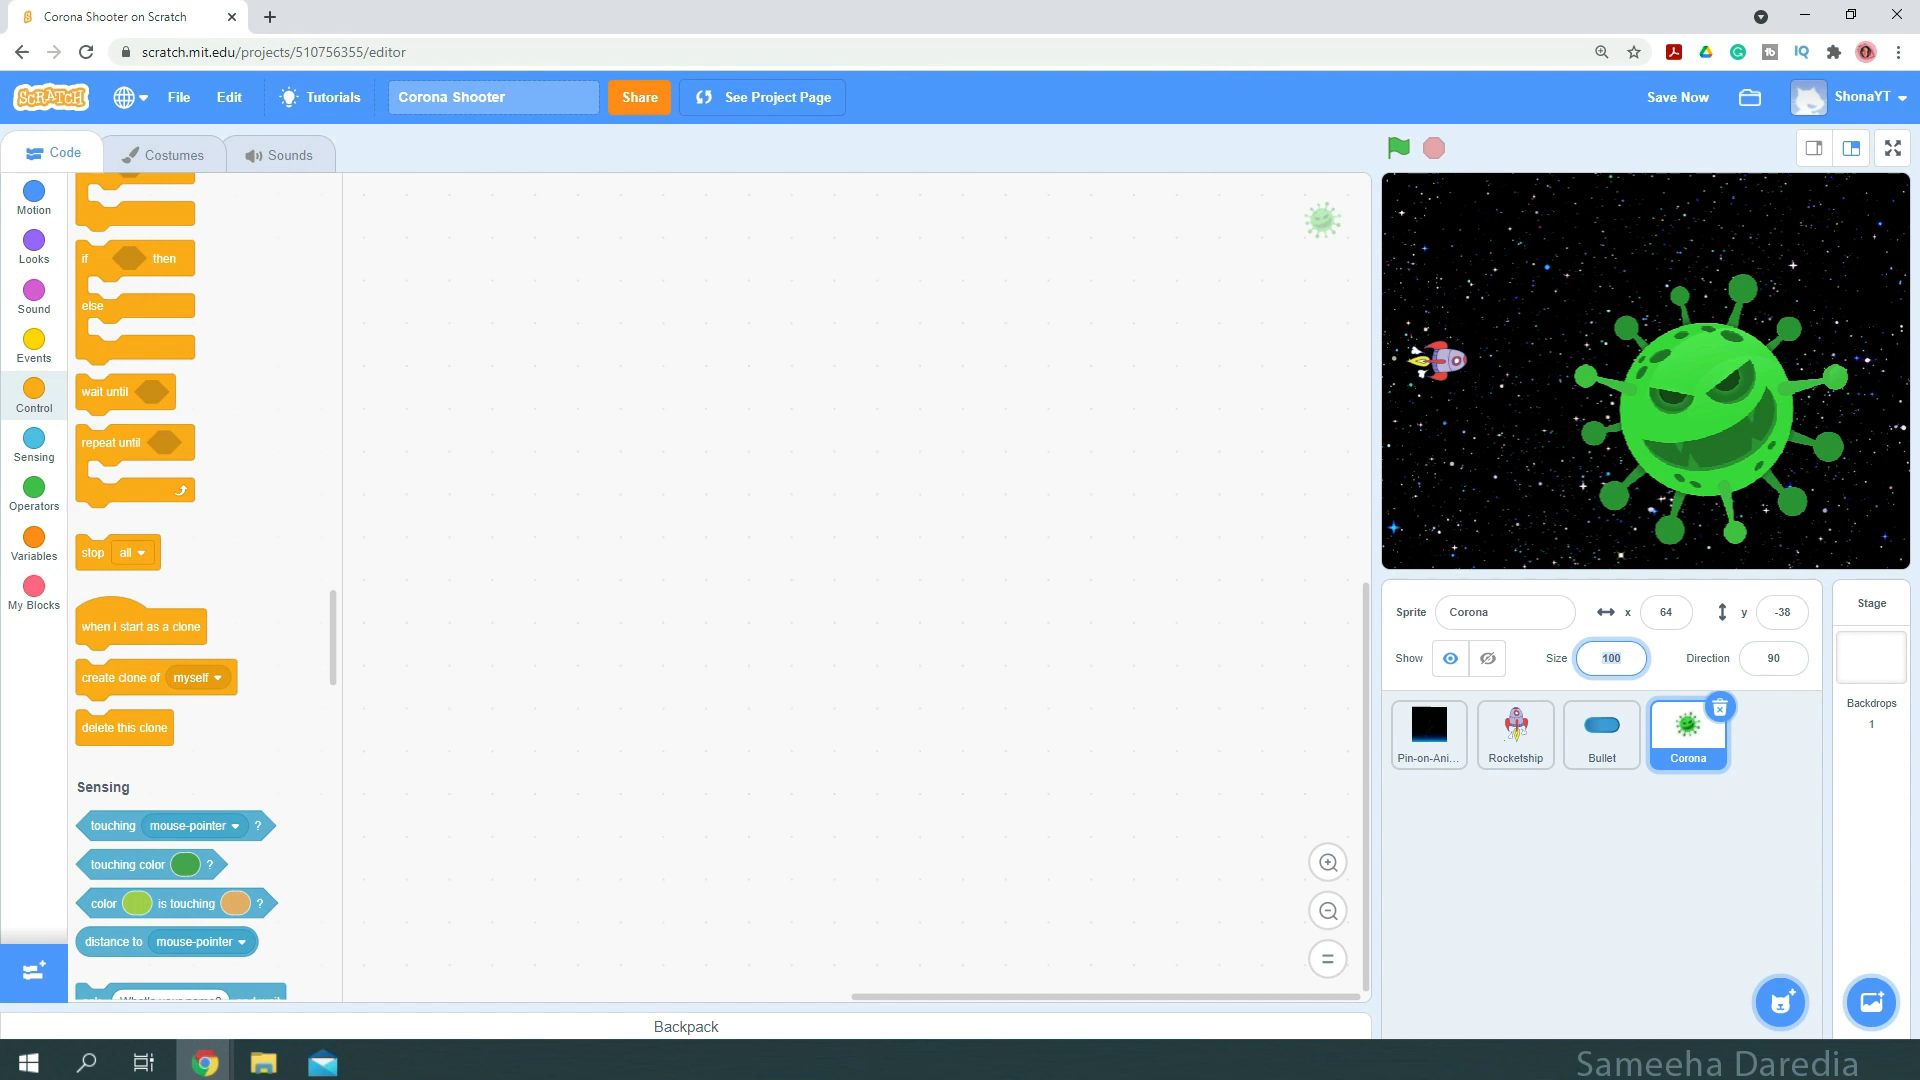 Corona Shooter on Scratch
scratch.mit.edu/projects/510756355/editor
SCRATCH
File
Edit
Tutorials
Corona Shooter
Share
See Project Page
Save Now
ShonaYT
Code
Costumes
Sounds
Motion
Looks
Sound
Events
Control
Sensing
Operators
Variables
My Blocks
if then
else
wait until
repeat until
stop all
when I start as a clone
create clone of myself
delete this clone
Sensing
touching mouse-pointer ?
touching color ?
color is touching ?
distance to mouse-pointer
Sprite Corona x 64 y -38
Show Size 100 Direction 90
Pin-on-Ani...
Rocketship
Bullet
Corona
Stage
Backdrops
1
Backpack
Sameeha Daredia